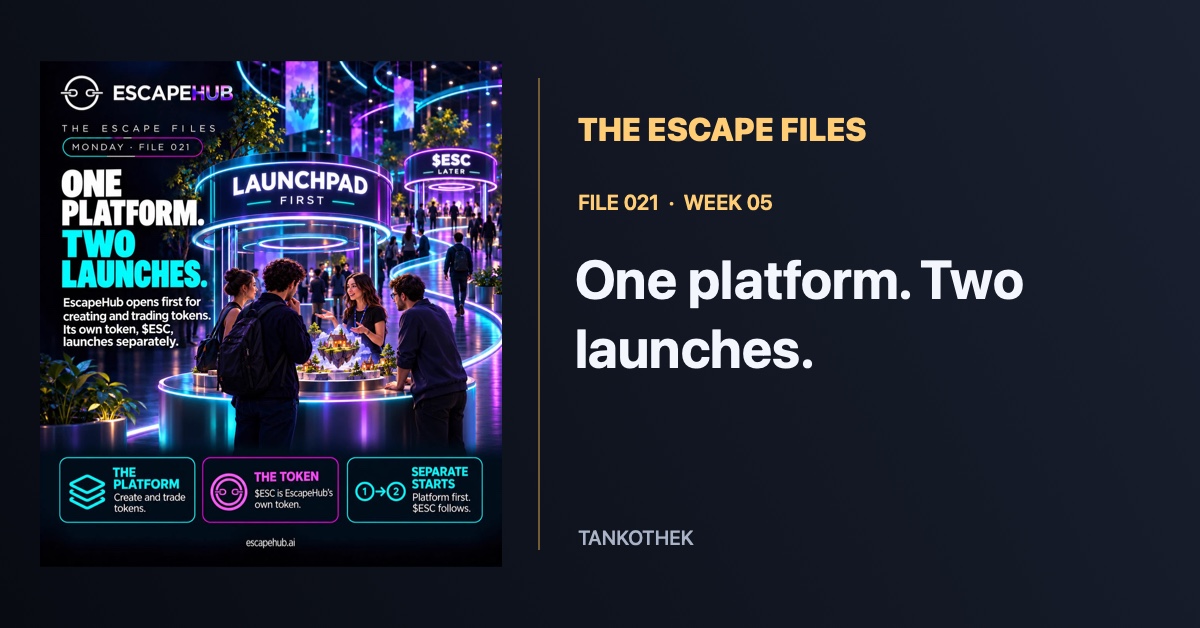 ESCAPEHUB
THE ESCAPE FILES
MONDAY · FILE 021
ONE
PLATFORM.
TWO
LAUNCHES.
EscapeHub opens first for
creating and trading tokens.
Its own token, $ESC,
launches separately.
LAUNCHPAD
FIRST
$ESC
LATER
THE
PLATFORM
Create and trade
tokens.
THE TOKEN
$ESC is EscapeHub's
own token.
1 → 2
SEPARATE
STARTS
Platform first.
$ESC follows.
escapehub.ai
THE ESCAPE FILES
FILE 021 · WEEK 05
One platform. Two
launches.
TANKOTHEK